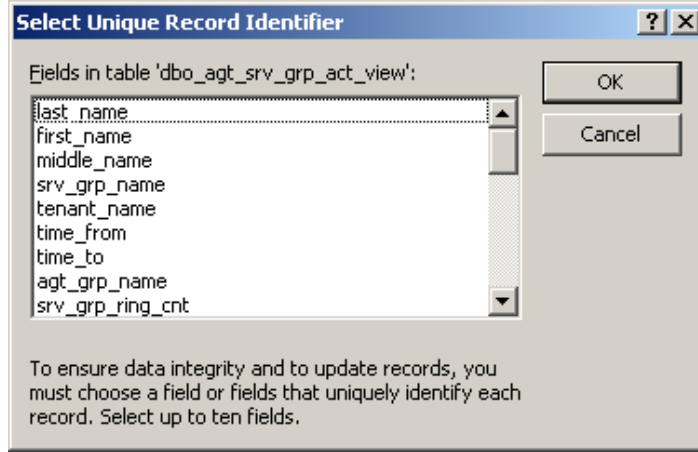 Select Unique Record Identifier
Fields in table 'dbo_agt_srv_grp_act_view':
OK
last_name
first_name
Cancel
middle_name
srv_grp_name
tenant_name
time_from
time_to
agt_grp_name
srv_grp_ring_cnt
To ensure data integrity and to update records, you
must choose a field or fields that uniquely identify each
record. Select up to ten fields.